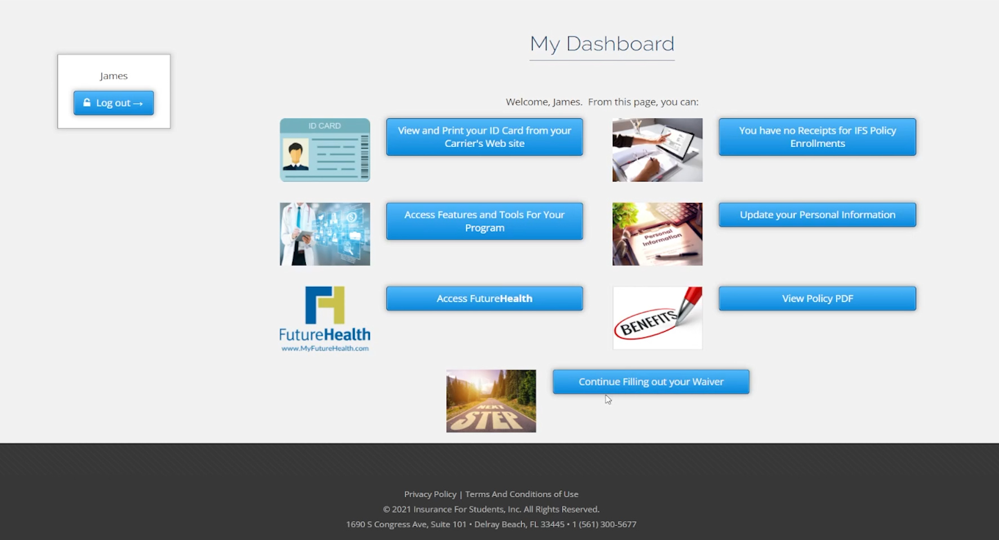 My Dashboard
James
Log out →
Welcome, James. From this page, you can:
ID CARD
View and Print your ID Card from your
Carrier's Web site
You have no Receipts for IFS Policy
Enrollments
Access Features and Tools For Your
Program
Personal
Information
Update your Personal Information
FutureHealth
www.MyFutureHealth.com
Access FutureHealth
BENEFITS
View Policy PDF
NEXT
STEP
Continue Filling out your Waiver
Privacy Policy | Terms And Conditions of Use
© 2021 Insurance For Students, Inc. All Rights Reserved.
1690 S Congress Ave, Suite 101 • Delray Beach, FL 33445 • 1 (561) 300-5677